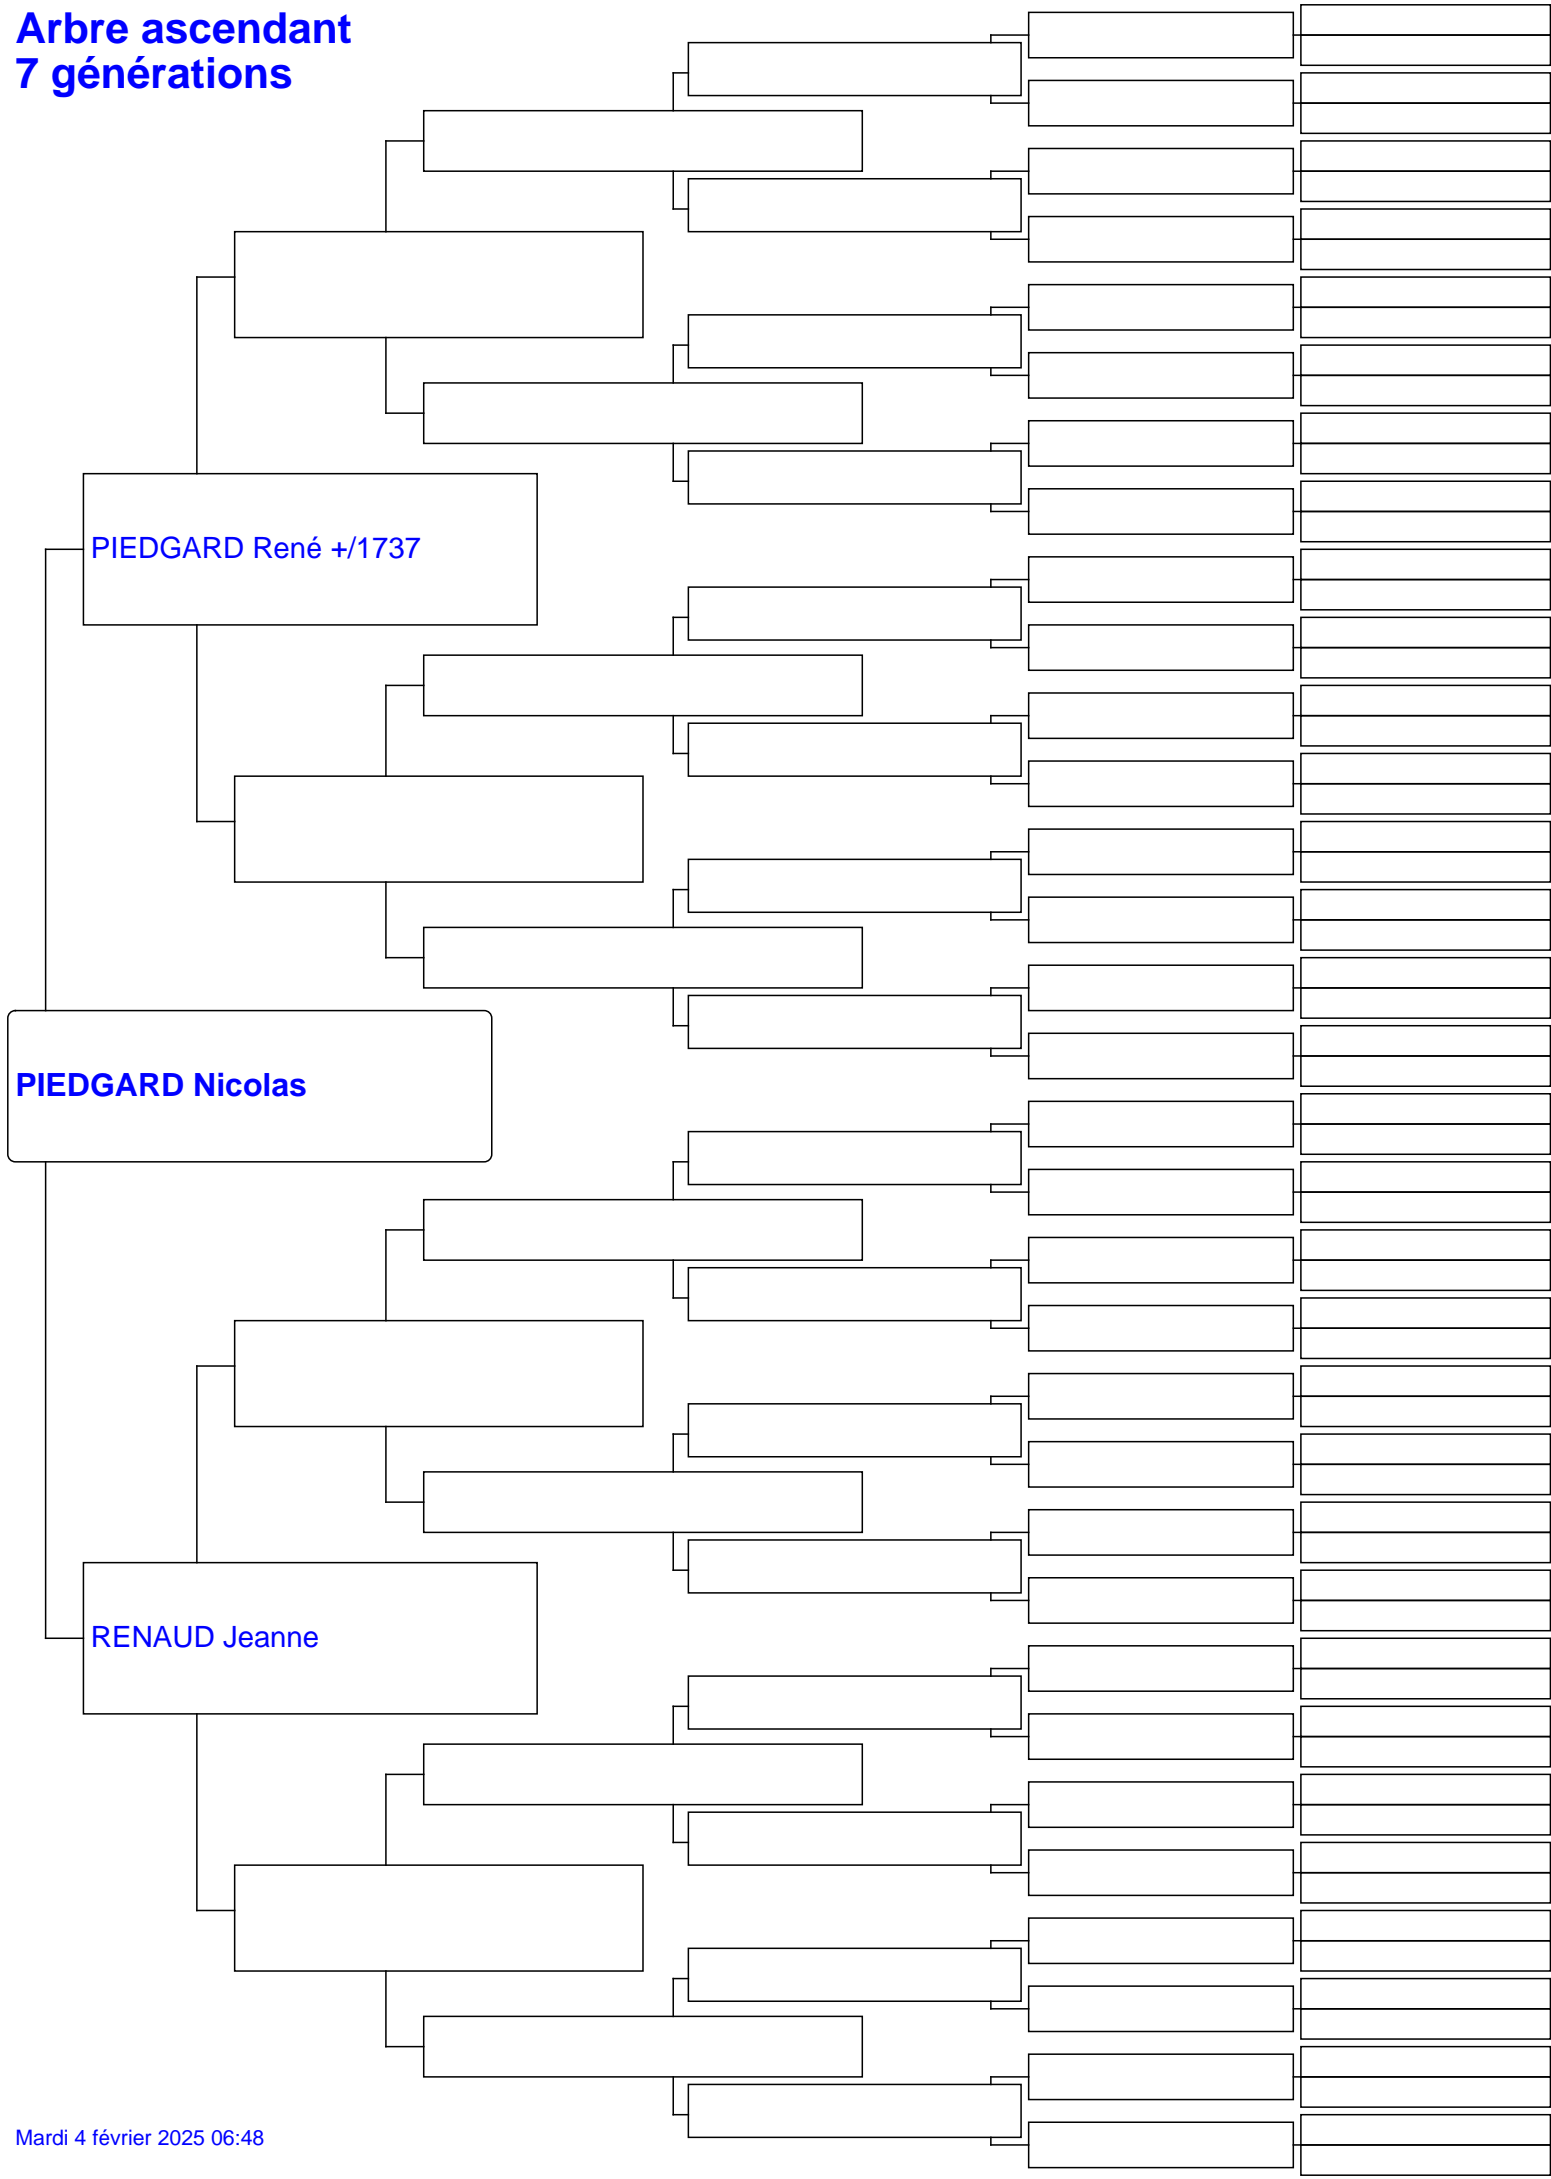 Arbre ascendant
7 générations
PIEDGARD René +/1737
PIEDGARD Nicolas
RENAUD Jeanne
Mardi 4 février 2025 06:48